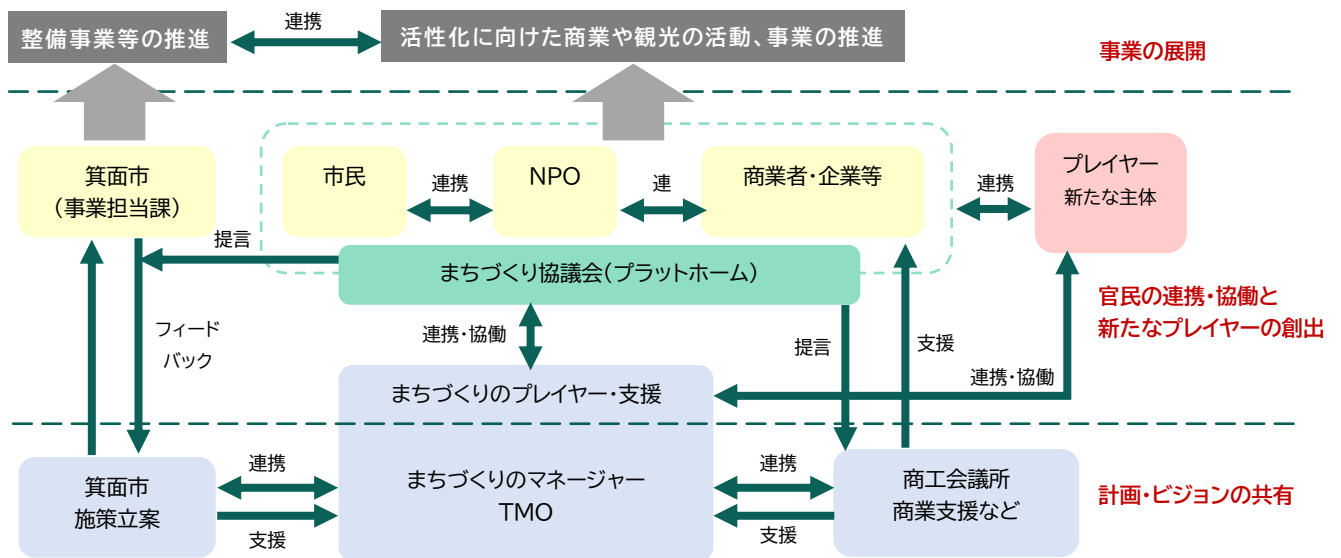 連携
整備事業等の推進
活性化に向けた商業や観光の活動、事業の推進
事業の展開
箕面市
(事業担当課)
市民
連携
NPO
連
商業者・企業等
連携
プレイヤー
新たな主体
提言
まちづくり協議会(プラットホーム)
フィード
バック
連携・協働
提言
支援
官民の連携・協働と
新たなプレイヤーの創出
連携・協働
まちづくりのプレイヤー・支援
箕面市
施策立案
連携
支援
まちづくりのマネージャー
TMO
連携
支援
商工会議所
商業支援など
計画・ビジョンの共有